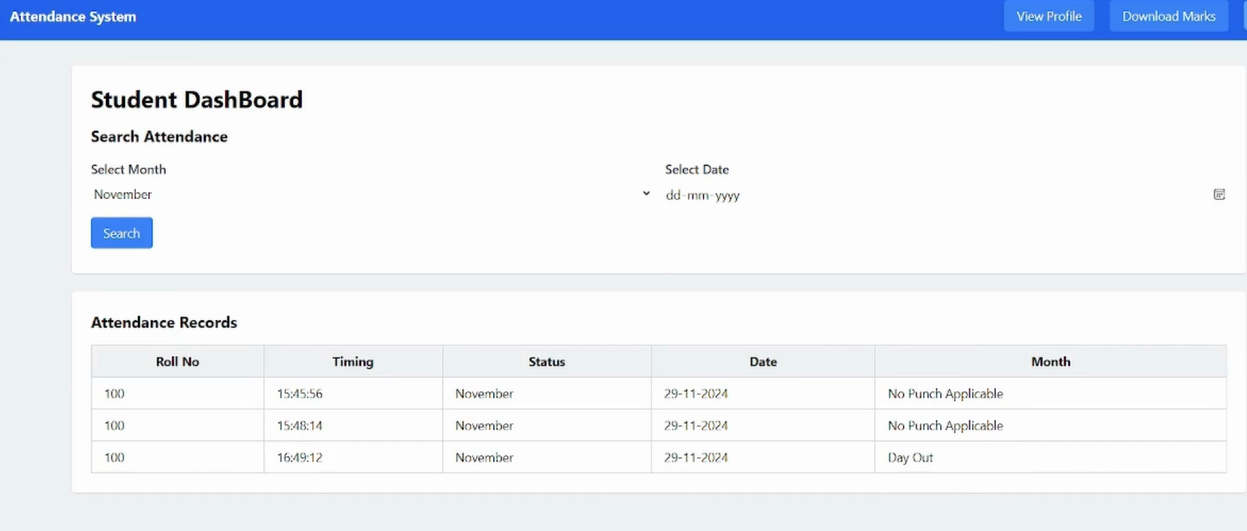 Attendance System View Profile Download Marks
Student DashBoard
Search Attendance
Select Month Select Date
November dd-mm-yyyy
Search
Attendance Records
Roll No Timing Status Date Month
100 15:45:56 November 29-11-2024 No Punch Applicable
100 15:48:14 November 29-11-2024 No Punch Applicable
100 16:49:12 November 29-11-2024 Day Out